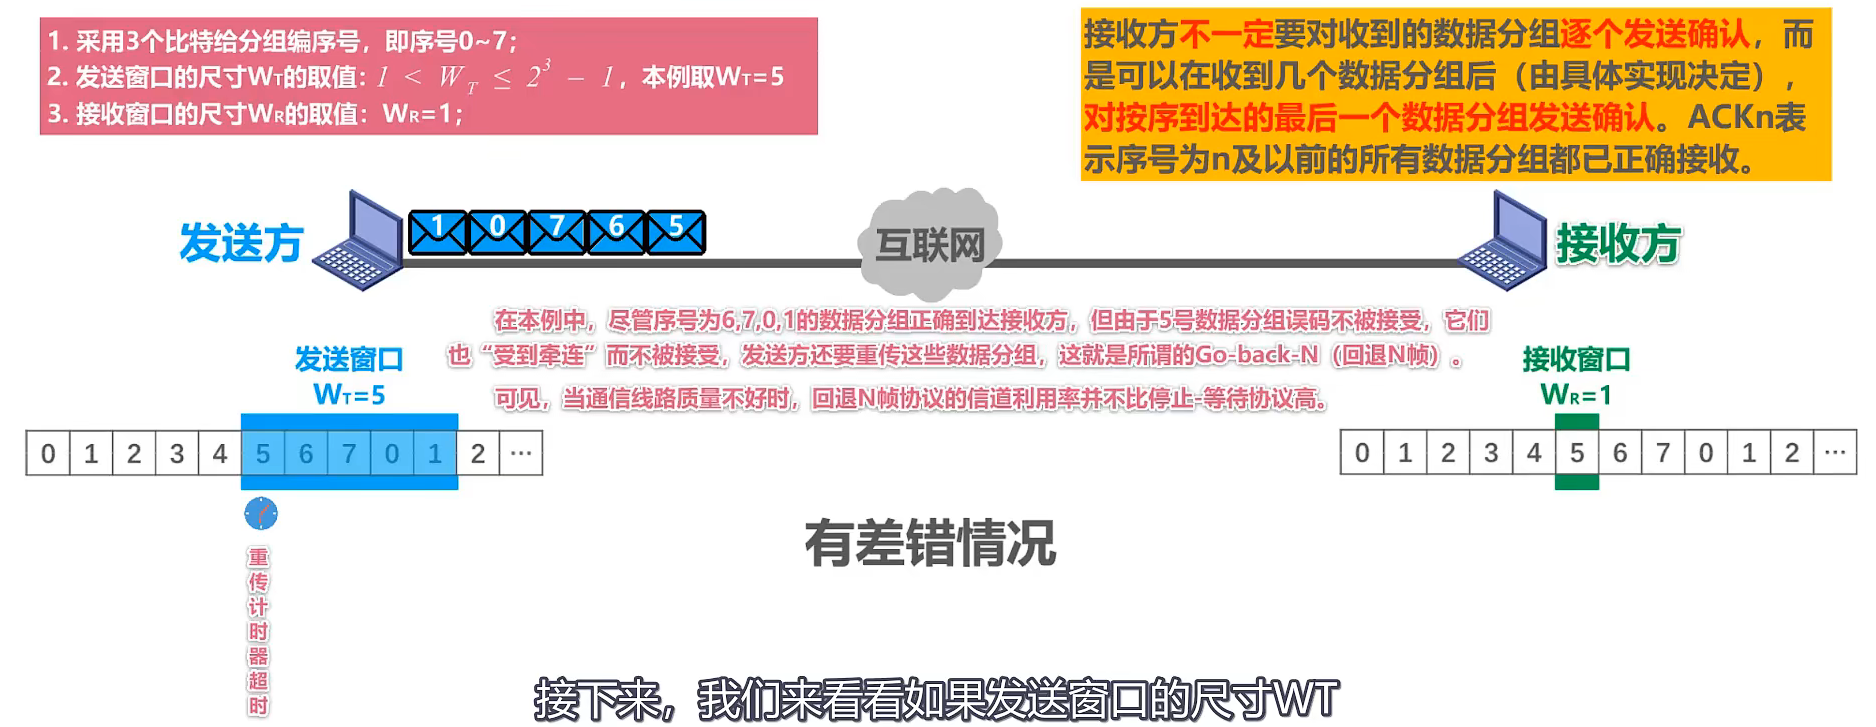 1. 采用3个比特给分组编序号，即序号0~7；
2. 发送窗口的尺寸WT的取值：1 < WT ≤ 2³ − 1，本例取WT=5
3. 接收窗口的尺寸WR的取值：WR=1；
接收方不一定要对收到的数据分组逐个发送确认，而
是可以在收到几个数据分组后（由具体实现决定），
对按序到达的最后一个数据分组发送确认。ACKn表
示序号为n及以前的所有数据分组都已正确接收。
发送方
1 0 7 6 5
互联网
接收方
在本例中，尽管序号为6,7,0,1的数据分组正确到达接收方，但由于5号数据分组误码不被接受，它们
也“受到牵连”而不被接受，发送方还要重传这些数据分组，这就是所谓的Go-back-N（回退N帧）。
可见，当通信线路质量不好时，回退N帧协议的信道利用率并不比停止-等待协议高。
发送窗口
WT=5
0 1 2 3 4 5 6 7 0 1 2 ···
接收窗口
WR=1
0 1 2 3 4 5 6 7 0 1 2 ···
重传计时器超时
有差错情况
接下来，我们来看看如果发送窗口的尺寸WT